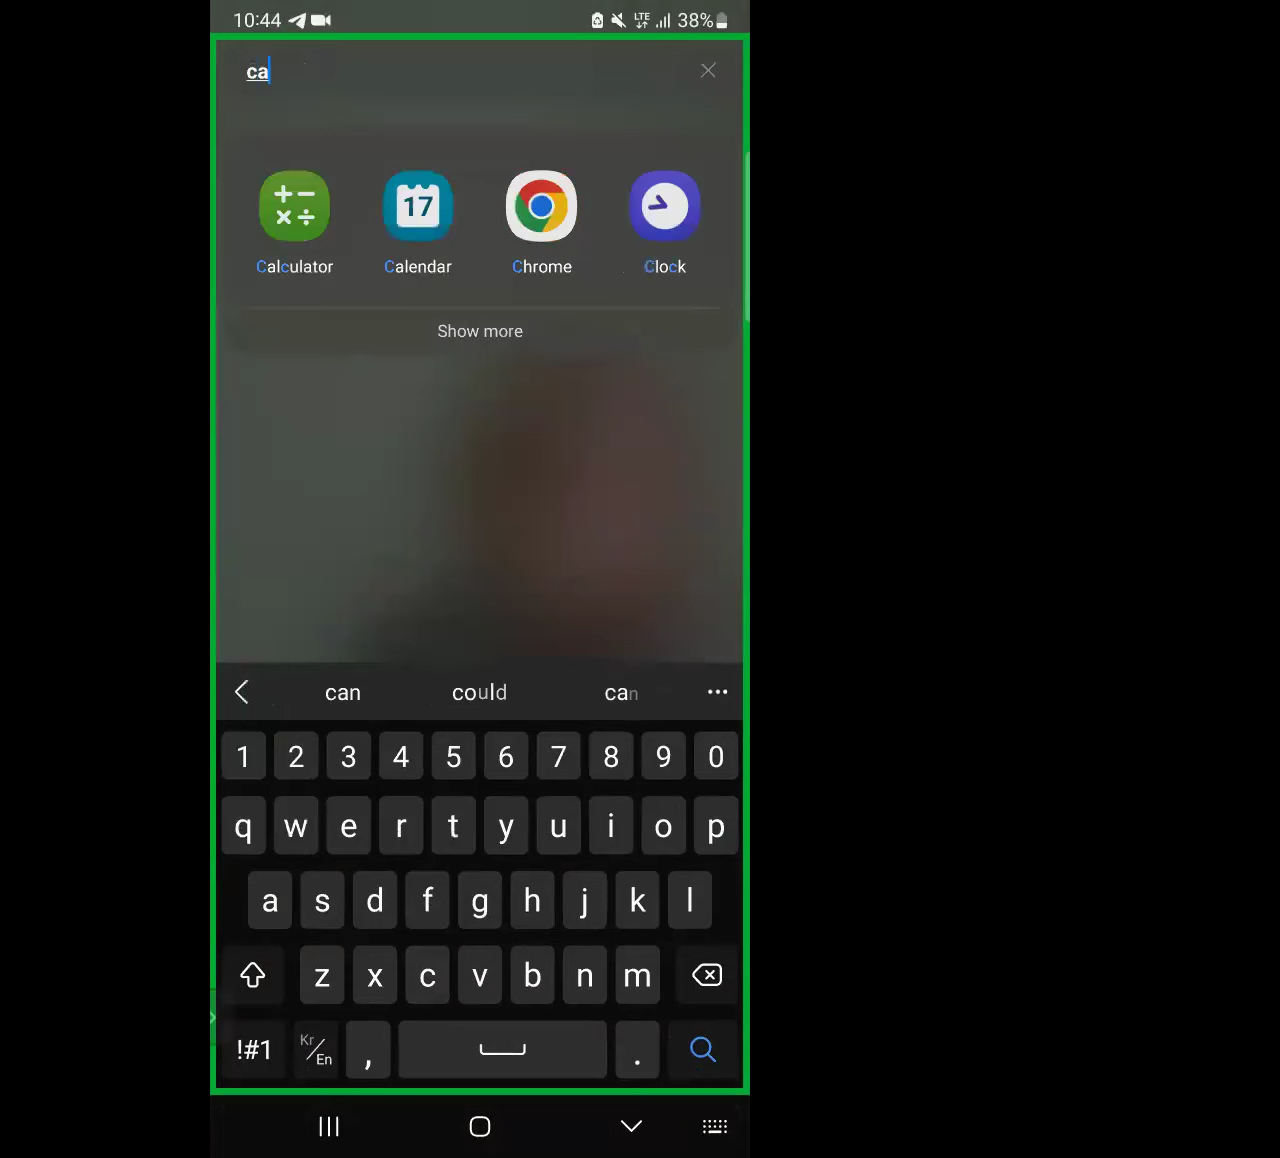 10:44 LTE 38%
ca
17
Calculator Calendar Chrome Clock
Show more
can could can
1 2 3 4 5 6 7 8 9 0
q w e r t y u i o p
a s d f g h j k l
z x c v b n m
!#1 Kr/En , .